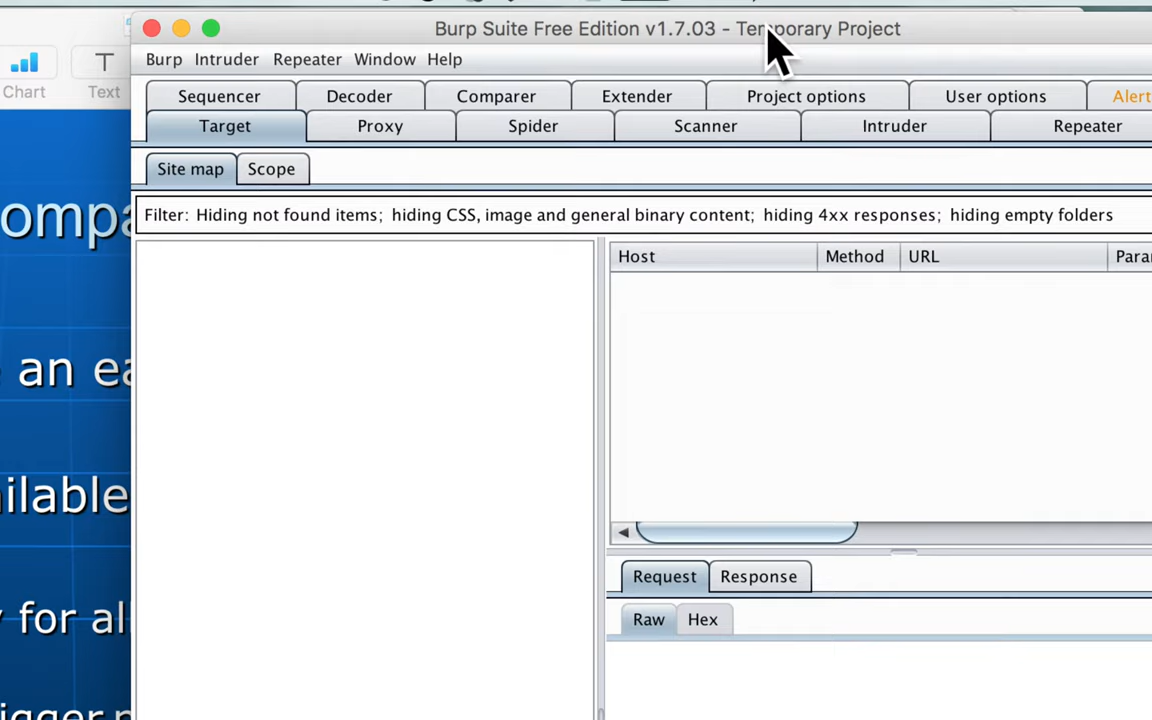 Burp Suite Free Edition v1.7.03 - Temporary Project
Burp Intruder Repeater Window Help
Chart Text
Sequencer Decoder Comparer Extender Project options User options Alert
Target Proxy Spider Scanner Intruder Repeater
Site map Scope
Filter: Hiding not found items; hiding CSS, image and general binary content; hiding 4xx responses; hiding empty folders
Host Method URL Para
ompa
an ea
ailable
Request Response
y for all
Raw Hex
igger